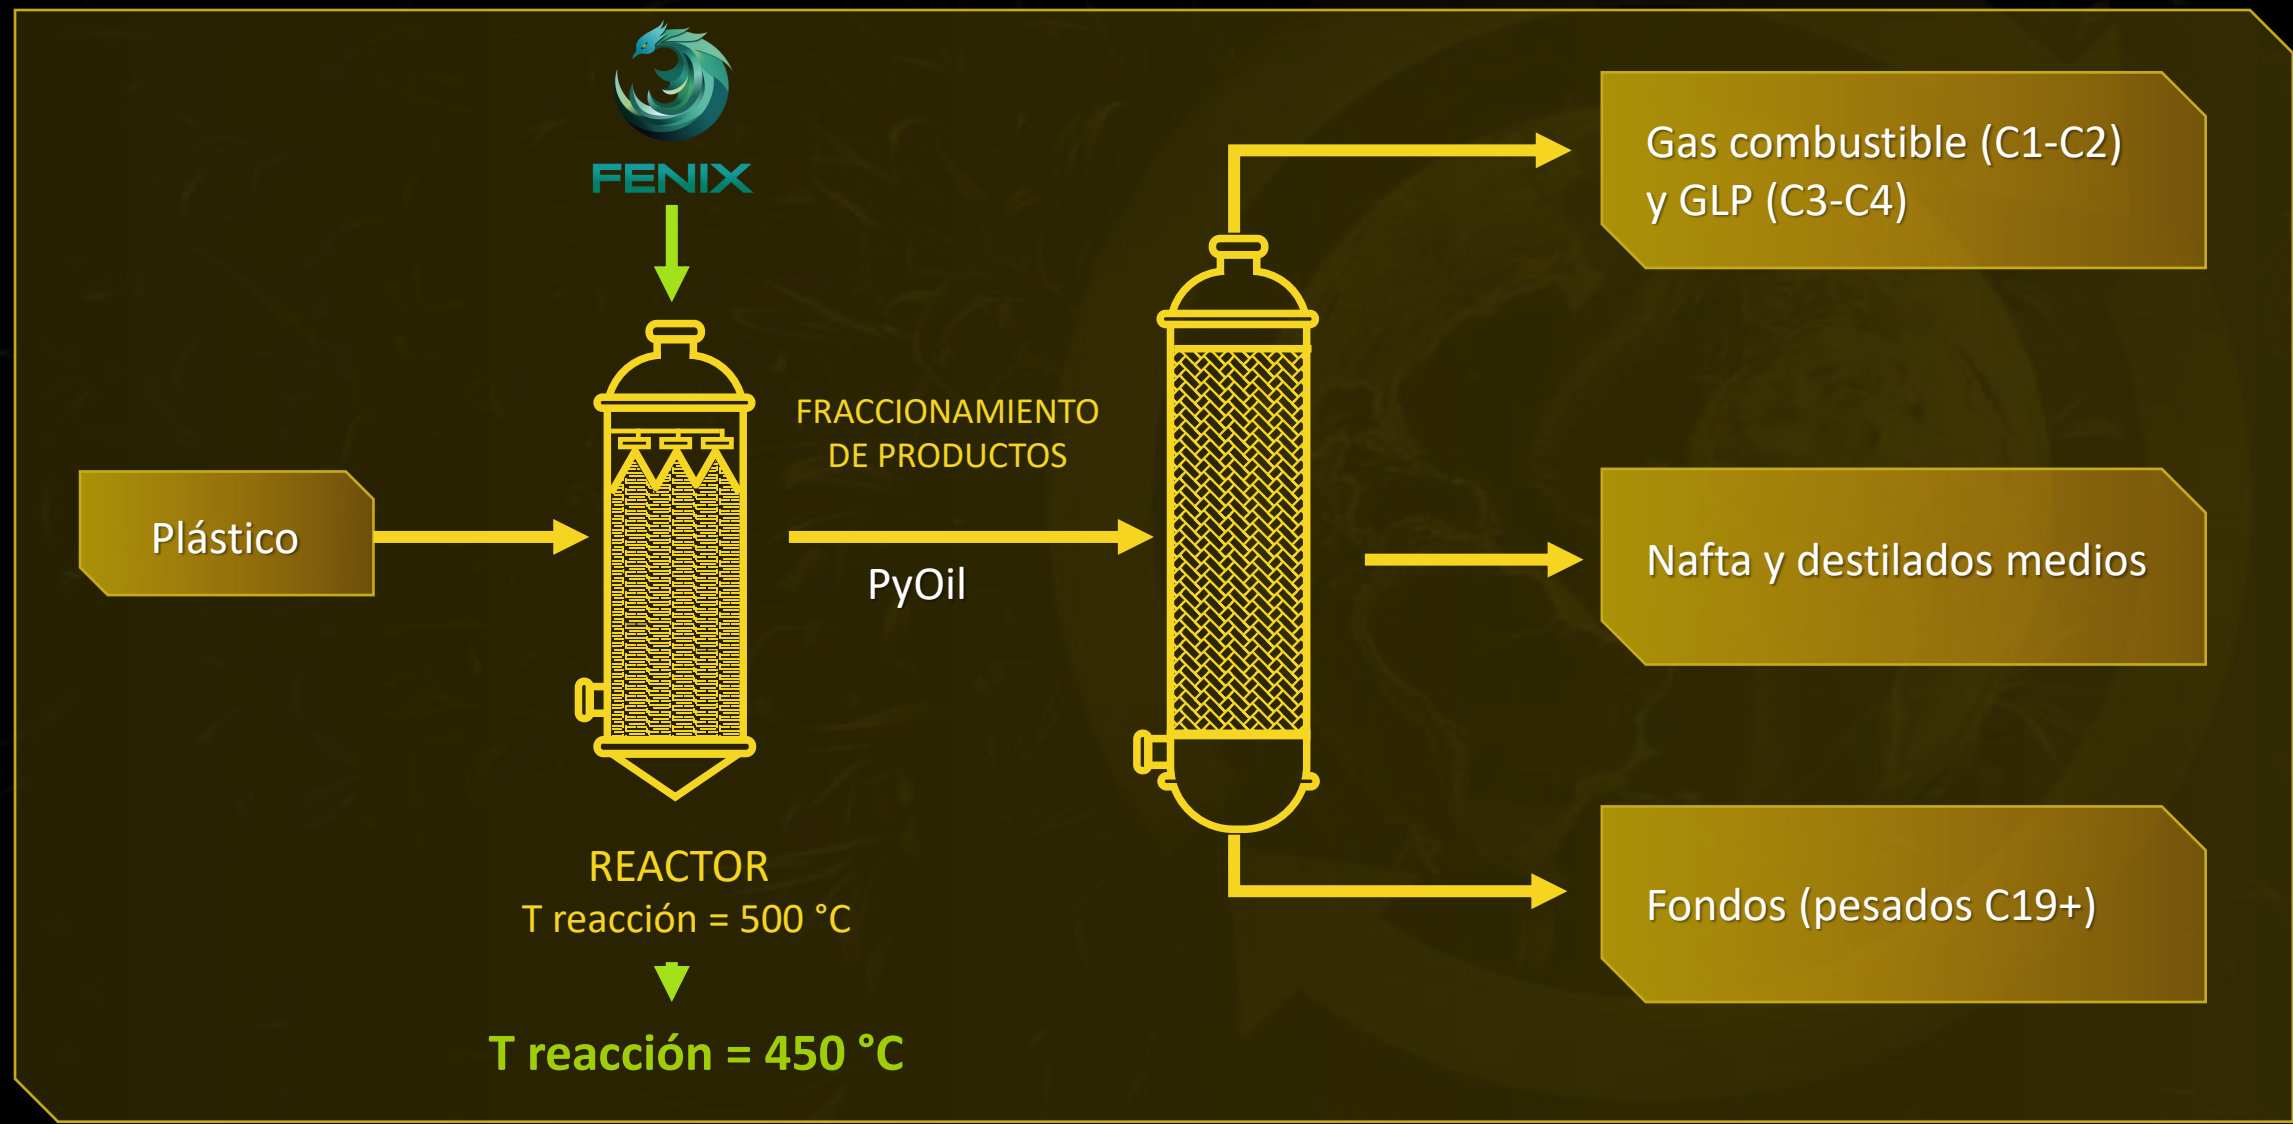 FENIX
Plástico
FRACCIONAMIENTO
DE PRODUCTOS
PyOil
REACTOR
T reacción = 500 °C
T reacción = 450 °C
Gas combustible (C1-C2)
y GLP (C3-C4)
Nafta y destilados medios
Fondos (pesados C19+)